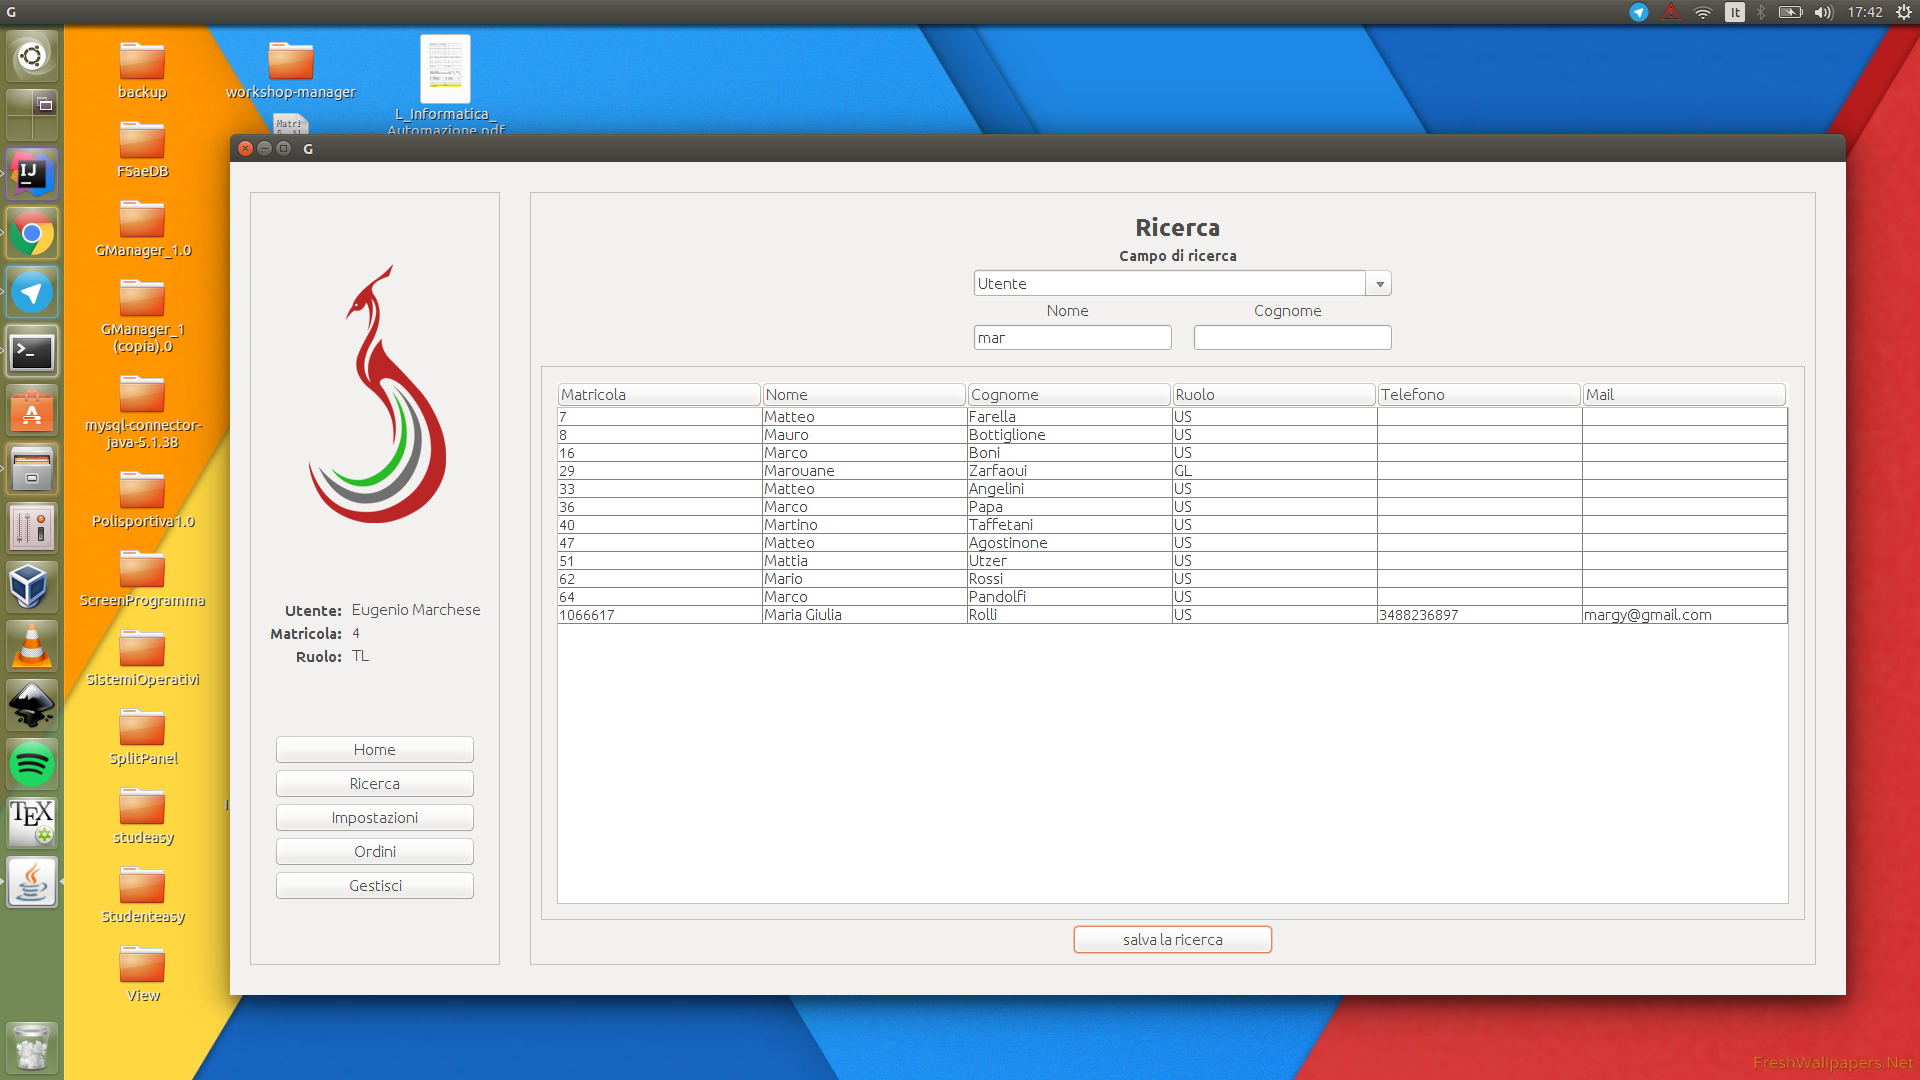 G
It
17:42
backup
workshop-manager
L_Informatica_
Automazione.pdf
Matri
FSaeDB
GManager_1.0
GManager_1
(copia).0
mysql-connector-
java-5.1.38
Polisportiva1.0
ScreenProgramma
SistemiOperativi
SplitPanel
studeasy
Studenteasy
View
IJ
TEX
G
Utente: Eugenio Marchese
Matricola: 4
Ruolo: TL
Home
Ricerca
Impostazioni
Ordini
Gestisci
Ricerca
Campo di ricerca
Utente
Nome Cognome
mar
Matricola Nome Cognome Ruolo Telefono Mail
7 Matteo Farella US
8 Mauro Bottiglione US
16 Marco Boni US
29 Marouane Zarfaoui GL
33 Matteo Angelini US
36 Marco Papa US
40 Martino Taffetani US
47 Matteo Agostinone US
51 Mattia Utzer US
62 Mario Rossi US
64 Marco Pandolfi US
1066617 Maria Giulia Rolli US 3488236897 margy@gmail.com
salva la ricerca
FreshWallpapers.Net